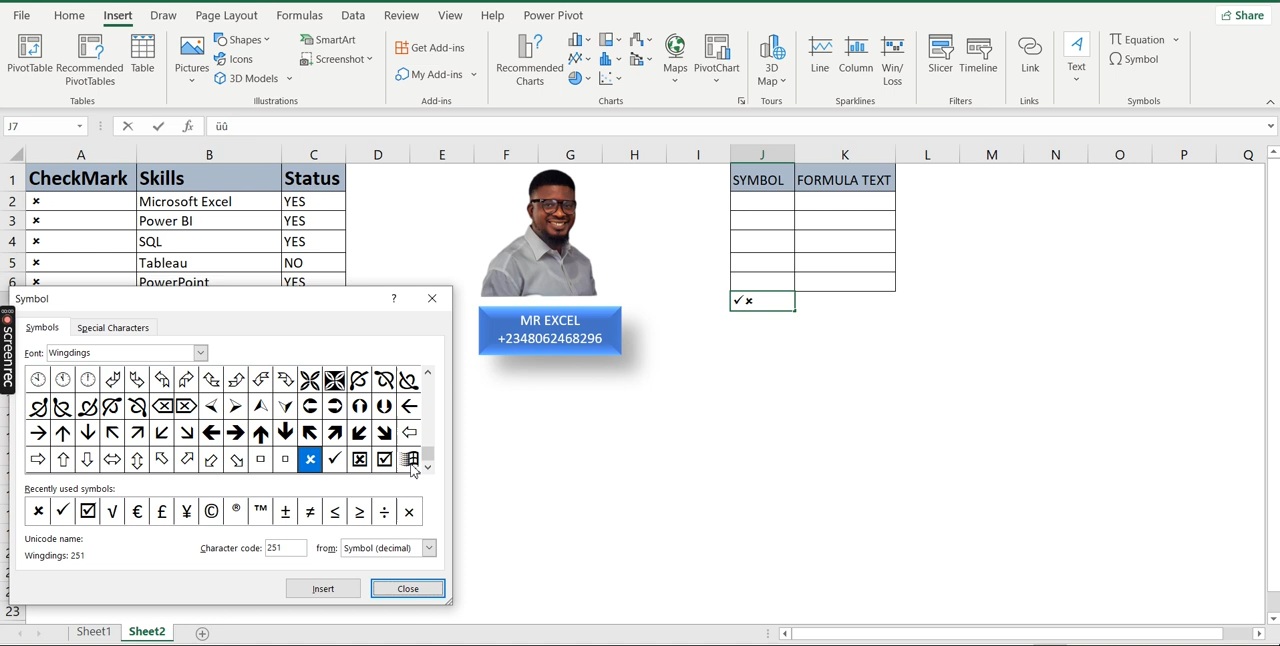 File Home Insert Draw Page Layout Formulas Data Review View Help Power Pivot Share
PivotTable
Recommended
PivotTables
Table
Tables
Pictures
Shapes
Icons
3D Models
SmartArt
Screenshot
Illustrations
Get Add-ins
My Add-ins
Add-ins
Recommended
Charts
Maps
PivotChart
Charts
3D
Map
Tours
Line
Column
Win/
Loss
Sparklines
Slicer
Timeline
Filters
Link
Links
Text
Equation
Symbol
Symbols
J7 fx üû
A B C D E F G H I J K L M N O P Q
1 CheckMark Skills Status SYMBOL FORMULA TEXT
2 × Microsoft Excel YES
3 × Power BI YES
4 × SQL YES
5 × Tableau NO
6 × PowerPoint YES
✓×
MR EXCEL
+2348062468296
Symbol ?
Symbols Special Characters
Font: Wingdings
Recently used symbols:
× ✓ ☑ √ € £ ¥ © ® ™ ± ≠ ≤ ≥ ÷ ×
Unicode name:
Wingdings: 251
Character code: 251 from: Symbol (decimal)
Insert Close
23
Sheet1 Sheet2
screenrec
00:00